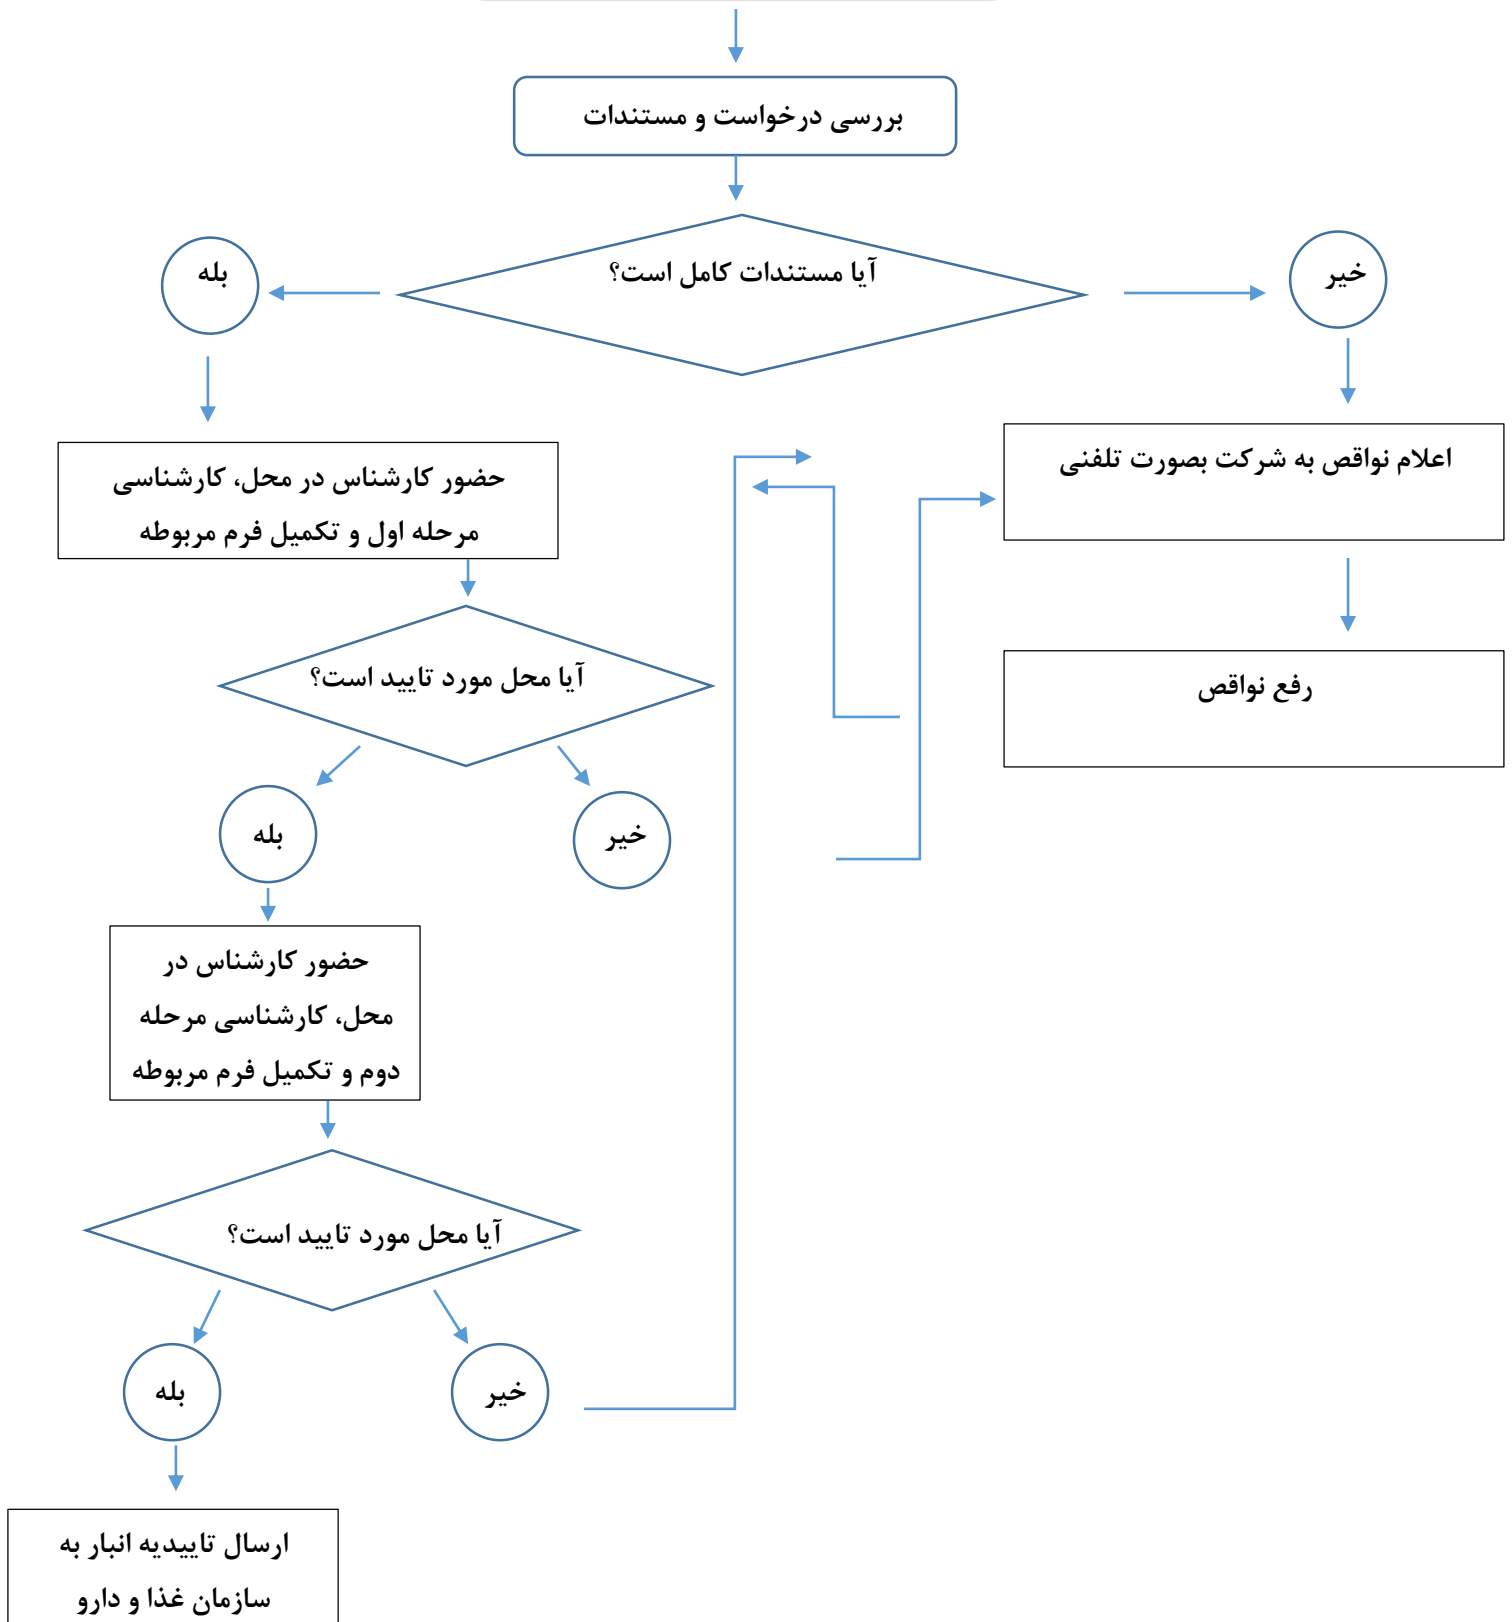 بررسی درخواست و مستندات
آیا مستندات کامل است؟
خیر
بله
اعلام نواقص به شرکت بصورت تلفنی
رفع نواقص
حضور کارشناس در محل، کارشناسی
مرحله اول و تکمیل فرم مربوطه
آیا محل مورد تایید است؟
خیر
بله
حضور کارشناس در
محل، کارشناسی مرحله
دوم و تکمیل فرم مربوطه
آیا محل مورد تایید است؟
خیر
بله
ارسال تاییدیه انبار به
سازمان غذا و دارو